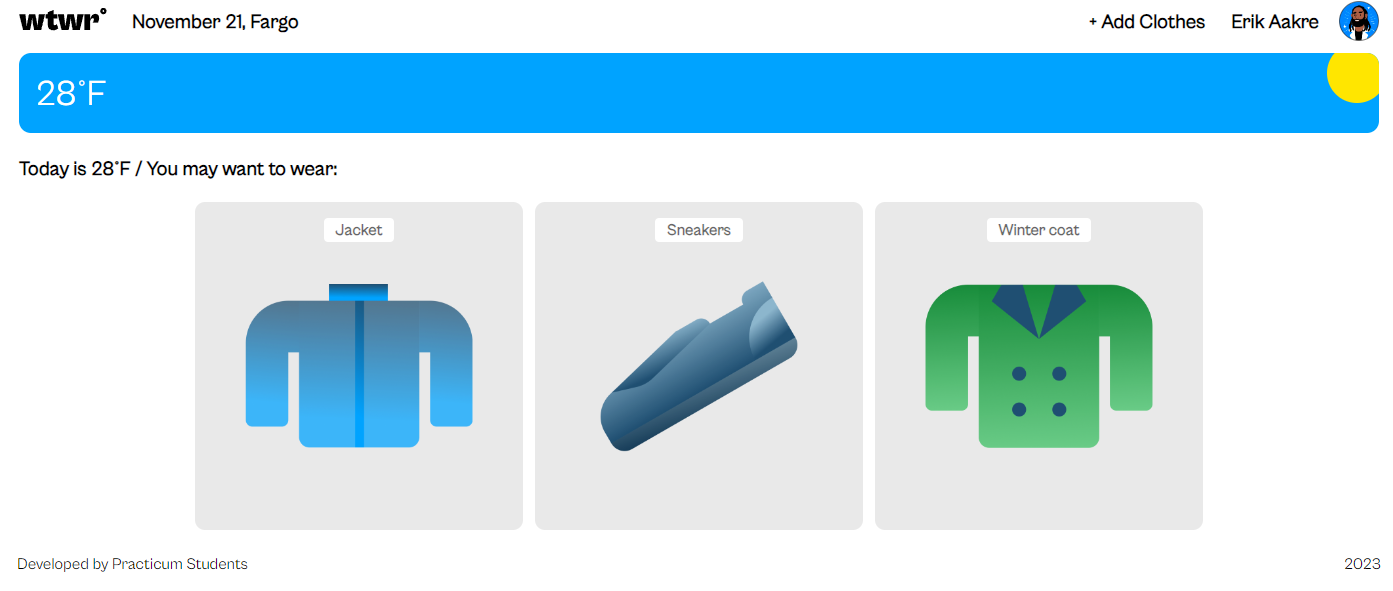 wtwr° November 21, Fargo + Add Clothes Erik Aakre
28°F
Today is 28°F / You may want to wear:
Jacket Sneakers Winter coat
Developed by Practicum Students 2023